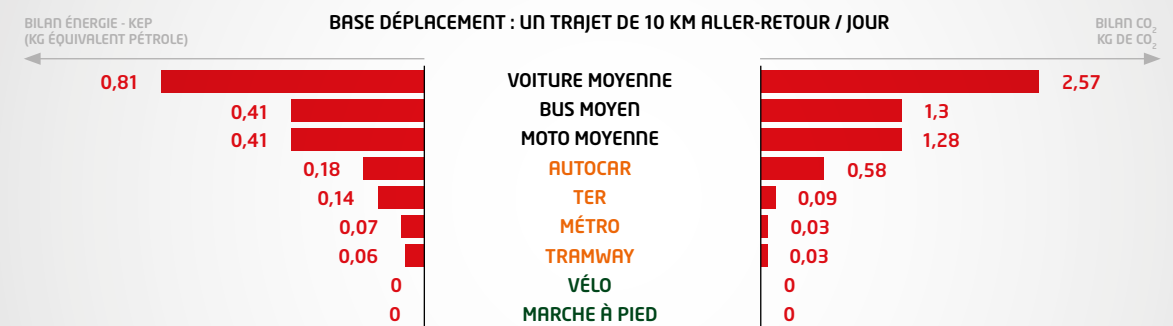 BASE DÉPLACEMENT : UN TRAJET DE 10 KM ALLER-RETOUR / JOUR
BILAN ÉNERGIE - KEP
(KG ÉQUIVALENT PÉTROLE)
BILAN CO₂
KG DE CO₂
0,81 VOITURE MOYENNE 2,57
0,41 BUS MOYEN 1,3
0,41 MOTO MOYENNE 1,28
0,18 AUTOCAR 0,58
0,14 TER 0,09
0,07 MÉTRO 0,03
0,06 TRAMWAY 0,03
0 VÉLO 0
0 MARCHE À PIED 0